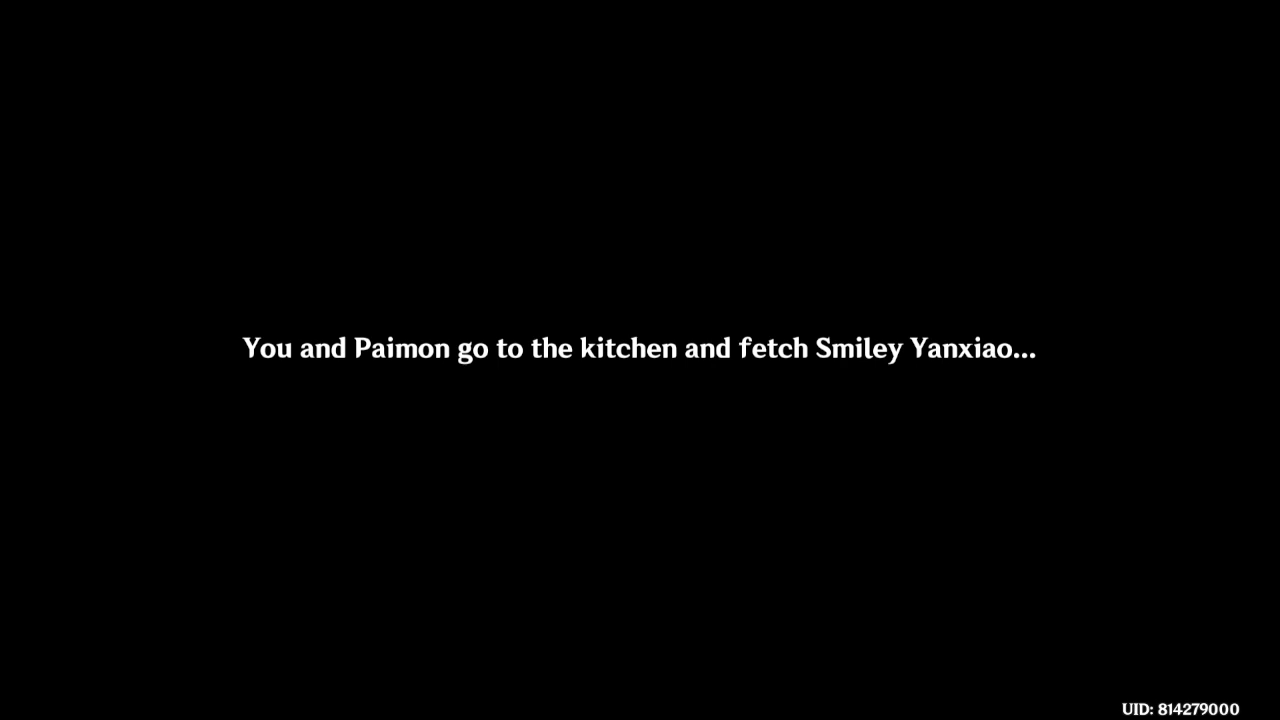 You and Paimon go to the kitchen and fetch Smiley Yanxiao...
UID: 814279000